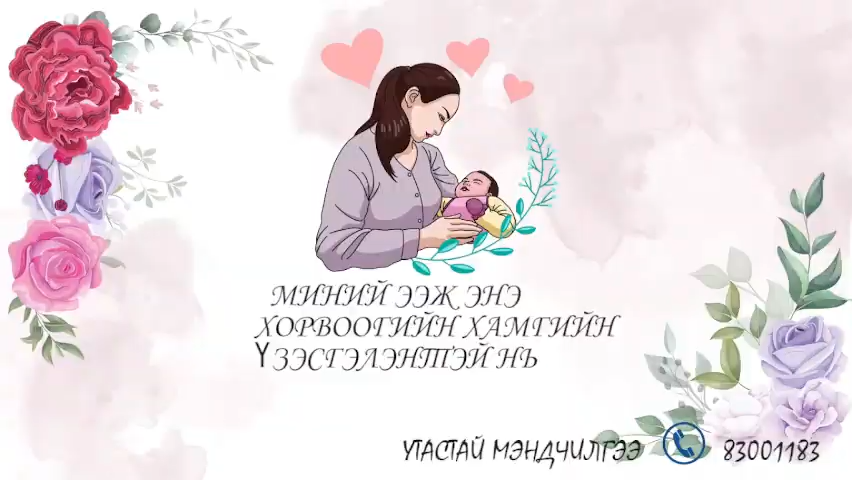 МИНИЙ ЭЭЖ ЭНЭ
ХОРВООГИЙН ХАМГИЙН
ҮЗЭСГЭЛЭНТЭЙ НЬ
УТАСТАЙ МЭНДЧИЛГЭЭ 83001183